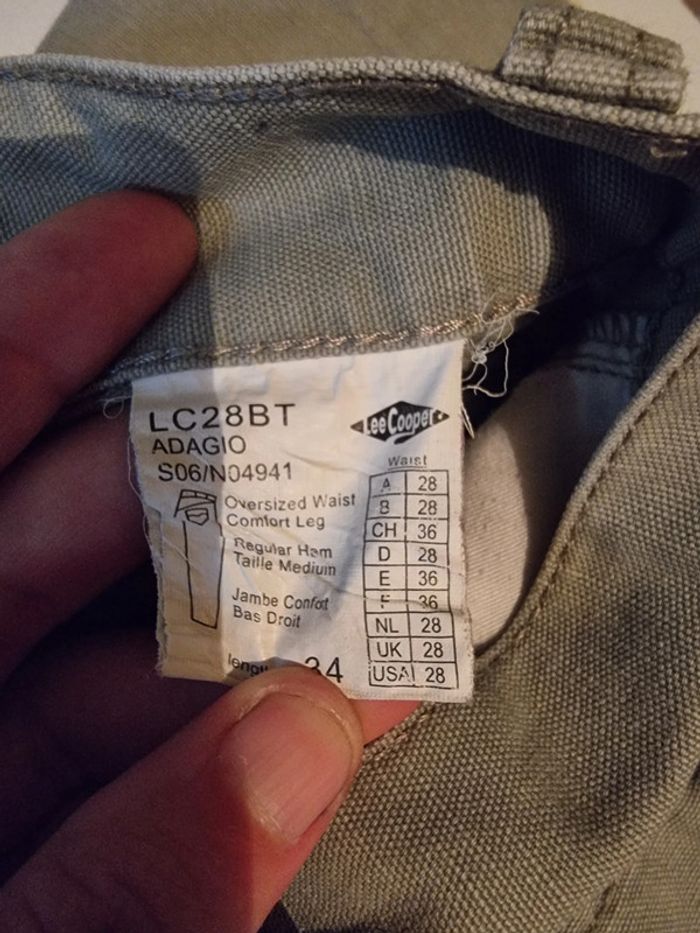 LC28BT
ADAGIO
S06/N04941
Lee Cooper
Oversized Waist
Comfort Leg
Regular Hem
Taille Medium
Jambe Confort
Bas Droit
length 34
Waist
A 28
B 28
CH 36
D 28
E 36
F 36
NL 28
UK 28
USA 28